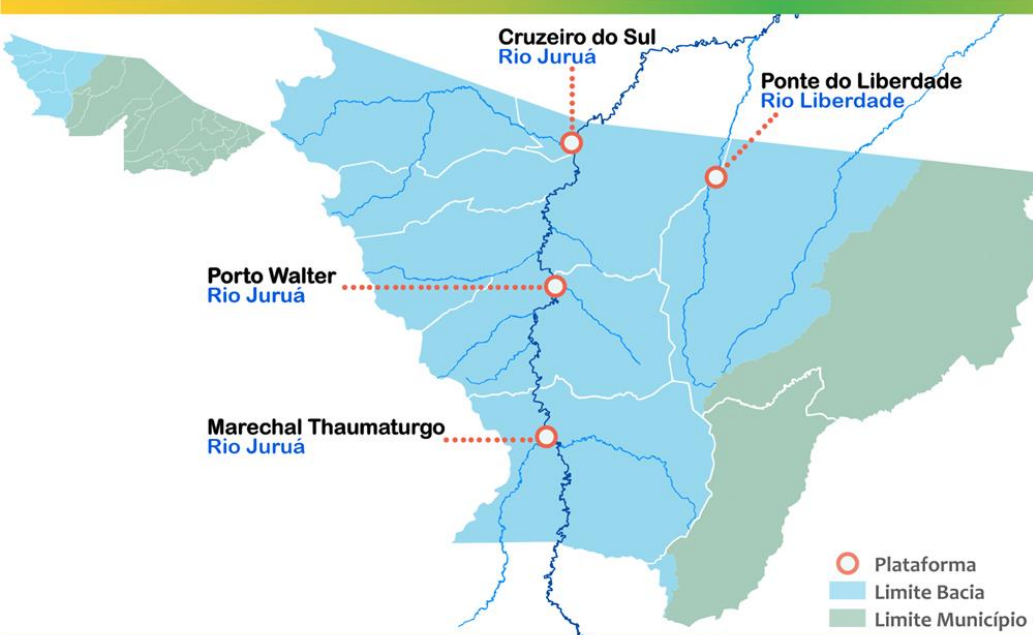 Cruzeiro do Sul
Rio Juruá
Ponte do Liberdade
Rio Liberdade
Porto Walter
Rio Juruá
Marechal Thaumaturgo
Rio Juruá
Plataforma
Limite Bacia
Limite Município